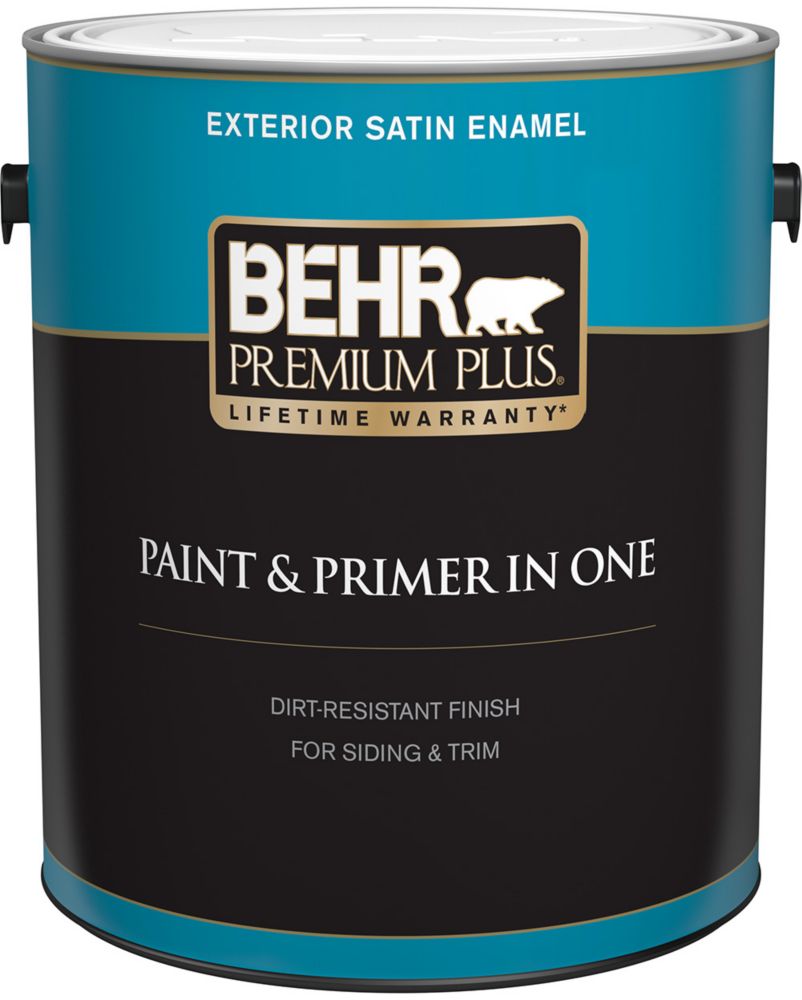 EXTERIOR SATIN ENAMEL
BEHR
PREMIUM PLUS®
LIFETIME WARRANTY*
PAINT & PRIMER IN ONE
DIRT-RESISTANT FINISH
FOR SIDING & TRIM